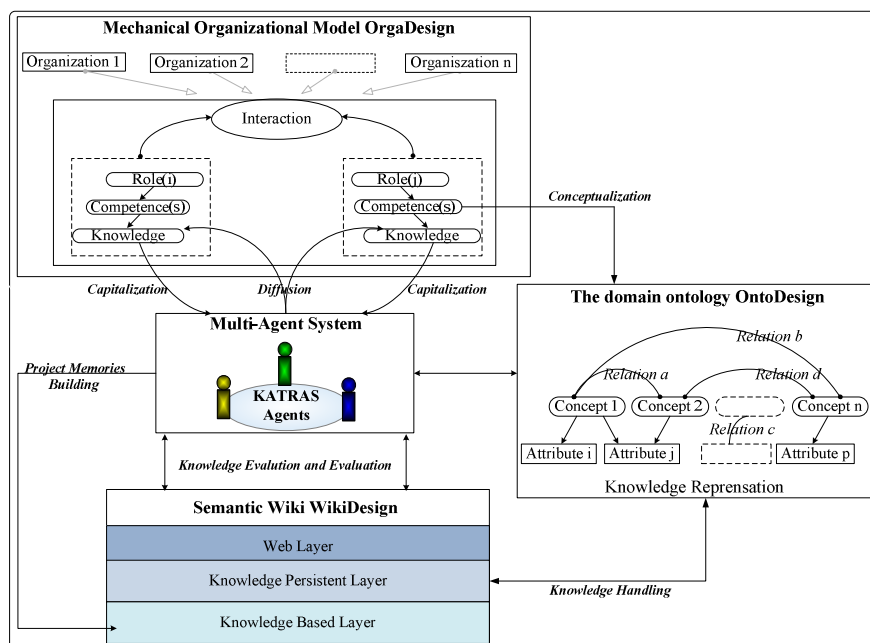 Mechanical Organizational Model OrgaDesign
Organization 1
Organization 2
Organiszation n
Interaction
Role(i)
Competence(s)
Knowledge
Role(j)
Competence(s)
Knowledge
Conceptualization
Capitalization
Diffusion
Capitalization
Multi-Agent System
KATRAS
Agents
Project Memories
Building
The domain ontology OntoDesign
Relation b
Relation a
Relation d
Concept 1
Concept 2
Concept n
Relation c
Attribute i
Attribute j
Attribute p
Knowledge Reprensation
Knowledge Evalution and Evaluation
Semantic Wiki WikiDesign
Web Layer
Knowledge Persistent Layer
Knowledge Based Layer
Knowledge Handling